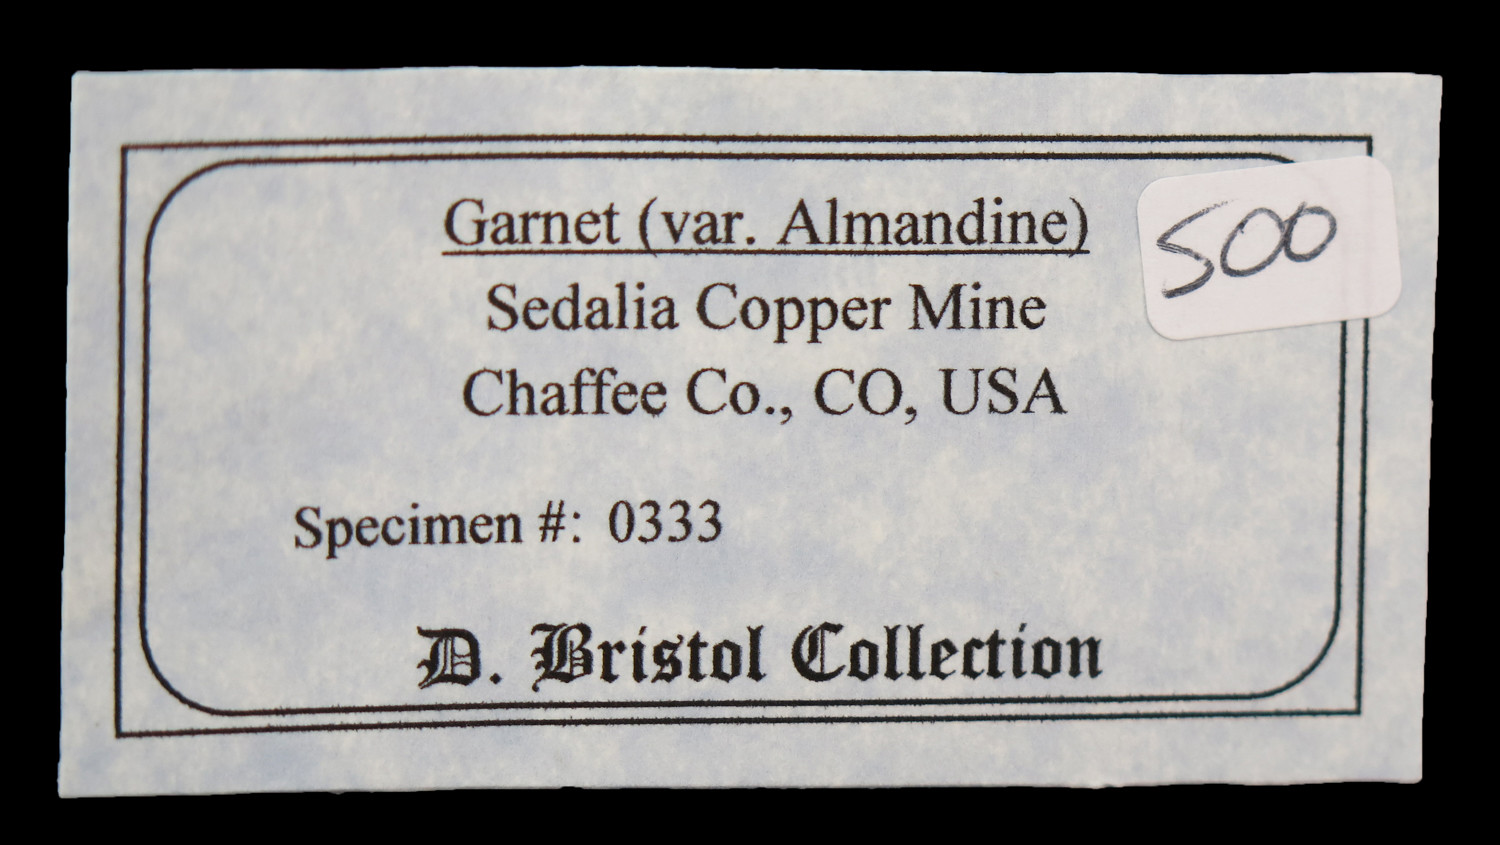 Garnet (var. Almandine)
500
Sedalia Copper Mine
Chaffee Co., CO, USA
Specimen #: 0333
D. Bristol Collection